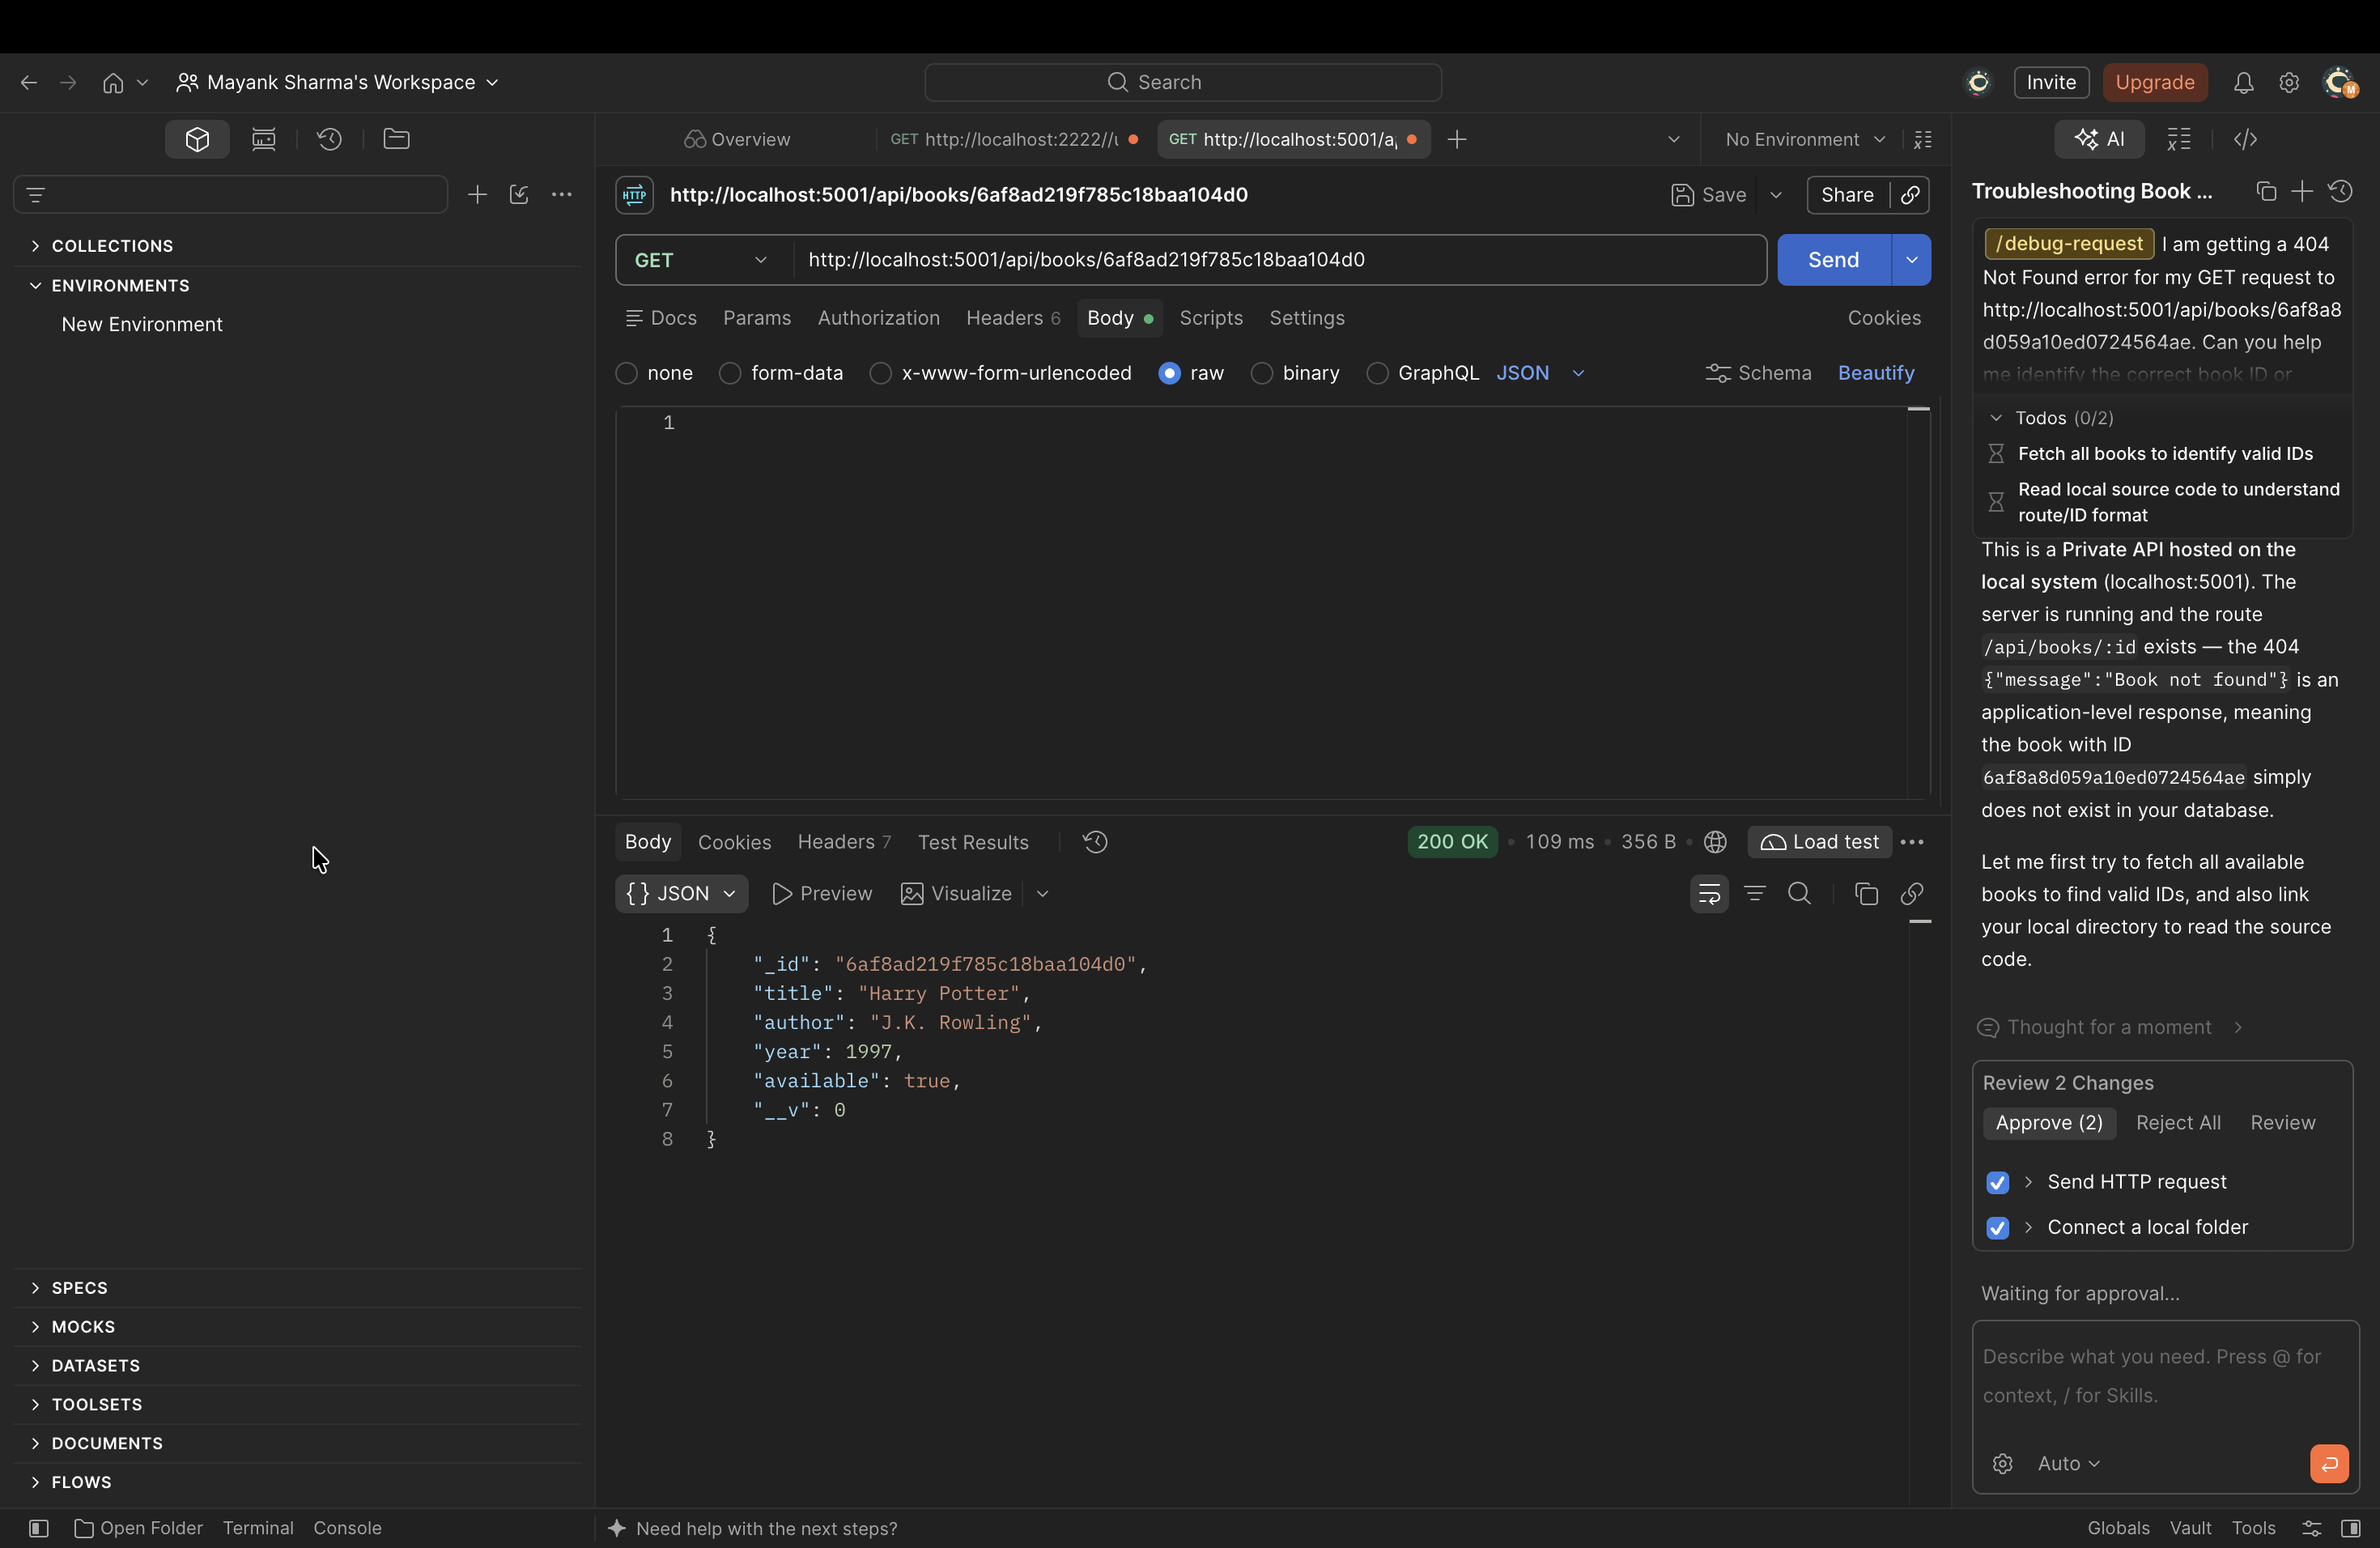 Mayank Sharma's Workspace
Search
Invite
Upgrade
M
Overview
GET http://localhost:2222//u
GET http://localhost:5001/a
No Environment
AI
COLLECTIONS
ENVIRONMENTS
New Environment
SPECS
MOCKS
DATASETS
TOOLSETS
DOCUMENTS
FLOWS
HTTP
http://localhost:5001/api/books/6af8ad219f785c18baa104d0
Save
Share
GET
http://localhost:5001/api/books/6af8ad219f785c18baa104d0
Send
Docs
Params
Authorization
Headers 6
Body
Scripts
Settings
Cookies
none
form-data
x-www-form-urlencoded
raw
binary
GraphQL
JSON
Schema
Beautify
1
Body
Cookies
Headers 7
Test Results
200 OK
109 ms
356 B
Load test
{} JSON
Preview
Visualize
1 {
2 "_id": "6af8ad219f785c18baa104d0",
3 "title": "Harry Potter",
4 "author": "J.K. Rowling",
5 "year": 1997,
6 "available": true,
7 "__v": 0
8 }
Troubleshooting Book ...
/debug-request I am getting a 404
Not Found error for my GET request to
http://localhost:5001/api/books/6af8a8
d059a10ed0724564ae. Can you help
me identify the correct book ID or
Todos (0/2)
Fetch all books to identify valid IDs
Read local source code to understand
route/ID format
This is a Private API hosted on the
local system (localhost:5001). The
server is running and the route
/api/books/:id exists — the 404
{"message":"Book not found"} is an
application-level response, meaning
the book with ID
6af8a8d059a10ed0724564ae simply
does not exist in your database.
Let me first try to fetch all available
books to find valid IDs, and also link
your local directory to read the source
code.
Thought for a moment
Review 2 Changes
Approve (2)
Reject All
Review
Send HTTP request
Connect a local folder
Waiting for approval...
Describe what you need. Press @ for
context, / for Skills.
Auto
Open Folder
Terminal
Console
Need help with the next steps?
Globals
Vault
Tools